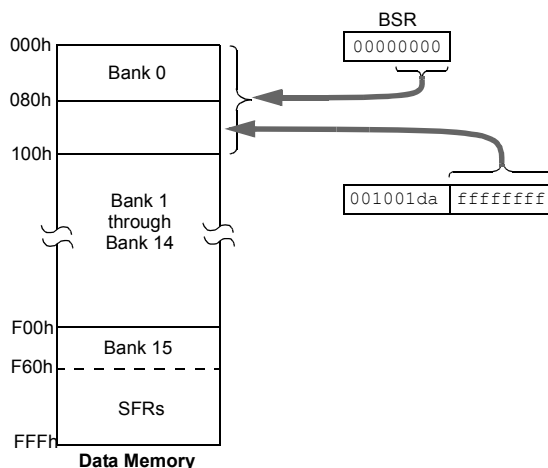 BSR
000h
00000000
Bank 0
080h
100h
001001da ffffffff
Bank 1
through
Bank 14
F00h
Bank 15
F60h
SFRs
FFFh
Data Memory